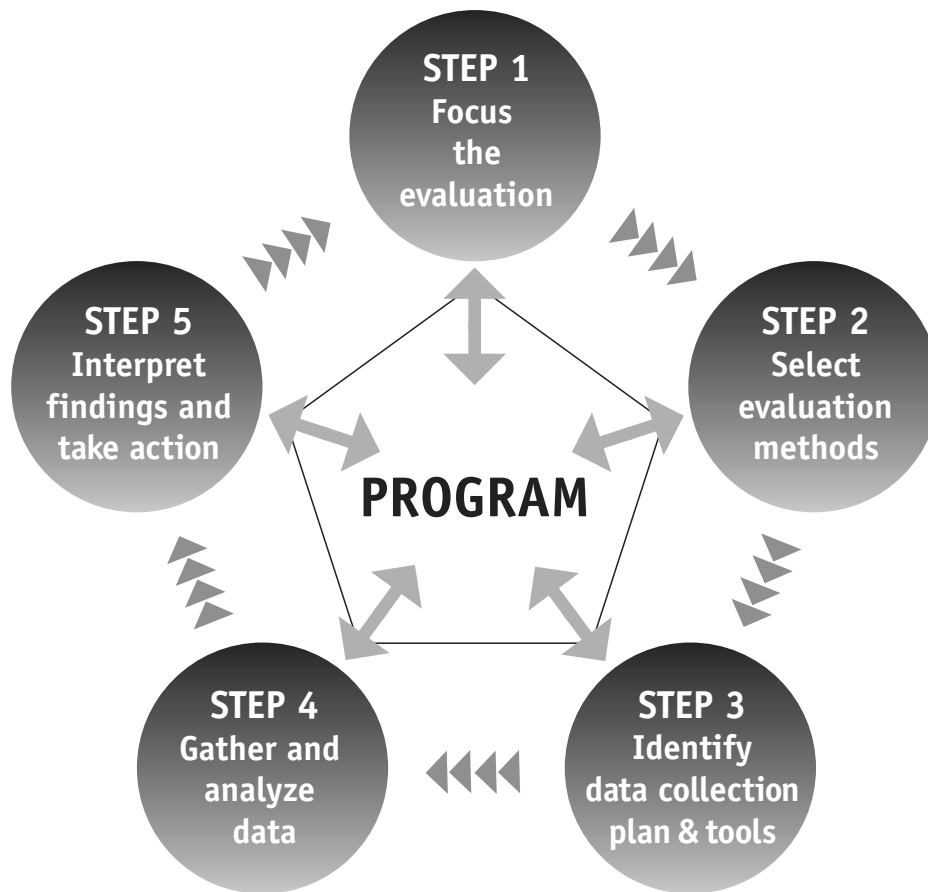 STEP 1
Focus
the
evaluation
STEP 2
Select
evaluation
methods
STEP 3
Identify
data collection
plan & tools
STEP 4
Gather and
analyze
data
STEP 5
Interpret
findings and
take action
PROGRAM